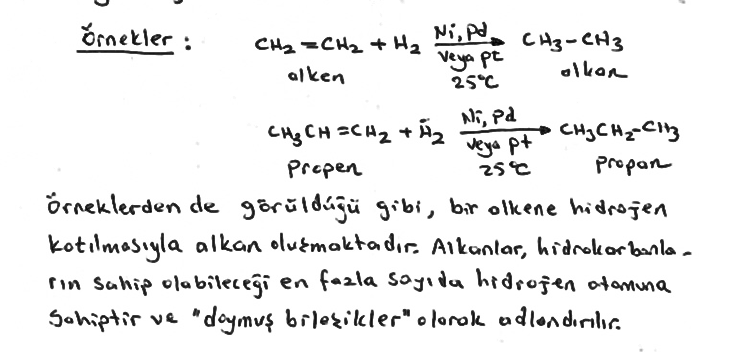 Örnekler : CH₂=CH₂ + H₂ Ni, Pd veya pt 25°C CH₃-CH₃
alken alkan
CH₃CH=CH₂ + H₂ Ni, Pd veya pt 25°C CH₃CH₂-CH₃
Propen Propan
Örneklerden de görüldüğü gibi, bir alkene hidrojen
katılmasıyla alkan oluşmaktadır. Alkanlar, hidrokarbonla-
rın sahip olabileceği en fazla sayıda hidrojen atomuna
sahiptir ve "doymuş bileşikler" olarak adlandırılır.